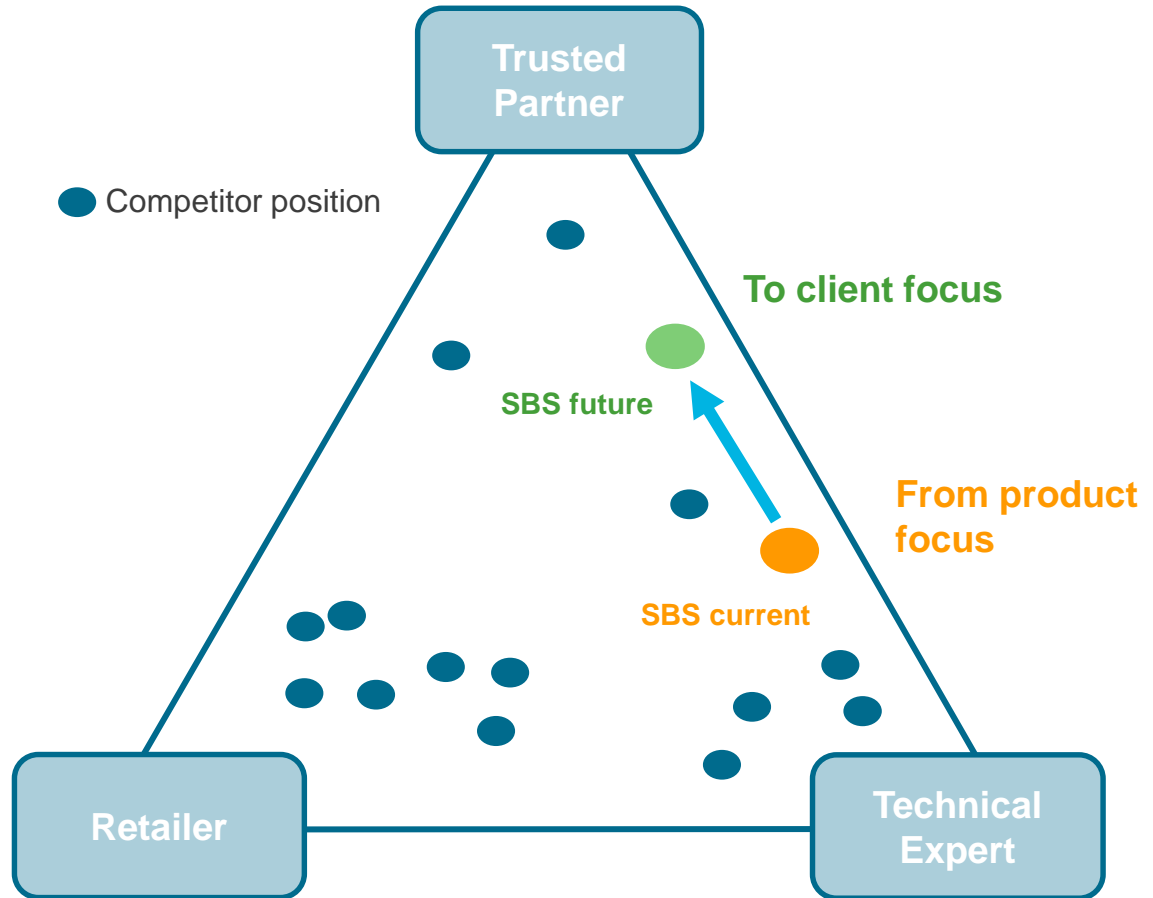 Trusted
Partner
Competitor position
To client focus
SBS future
From product
focus
SBS current
Retailer
Technical
Expert